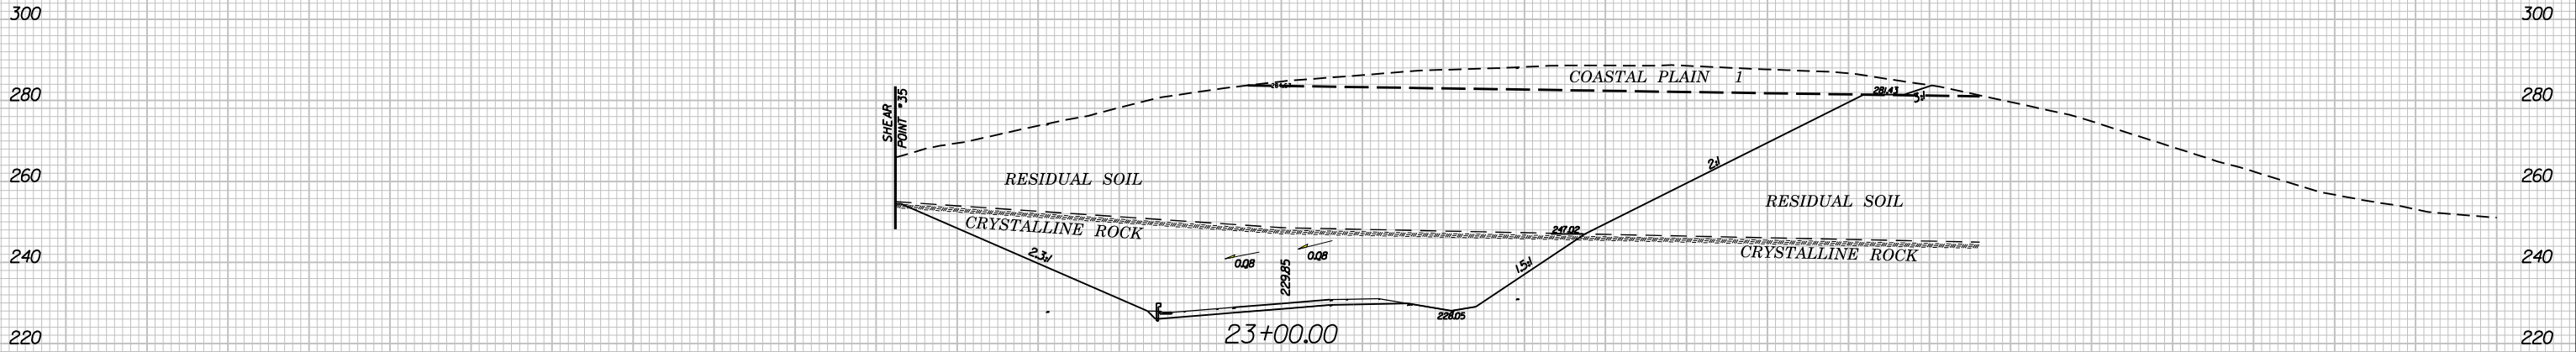 300 300
COASTAL PLAIN 1
280 281.43 3:1 280
SHEAR
POINT #35
2:1
260 RESIDUAL SOIL 260
RESIDUAL SOIL
CRYSTALLINE ROCK 247.02
240 2.3:1 0.08 0.08 1.5:1 CRYSTALLINE ROCK 240
229.85
226.05
220 23+00.00 220